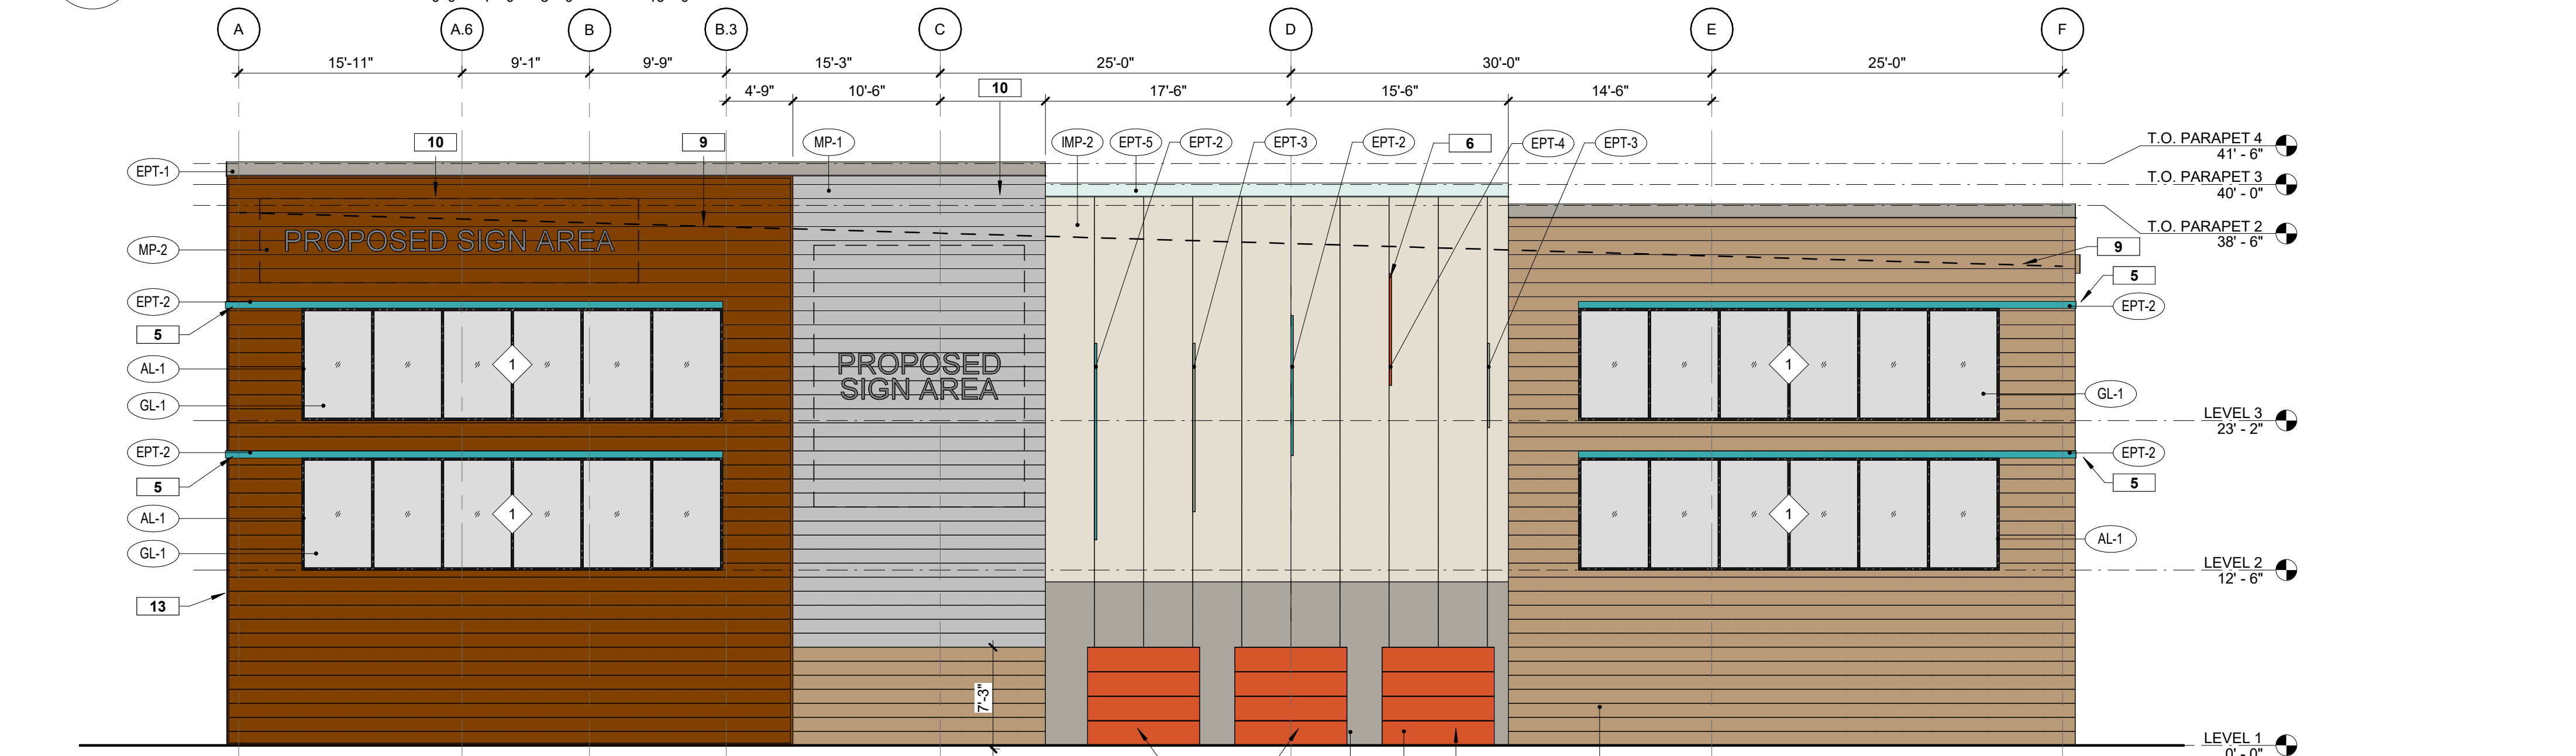 A
A.6
B
B.3
C
D
E
F
15'-11"
9'-1"
9'-9"
15'-3"
25'-0"
30'-0"
25'-0"
4'-9"
10'-6"
10
17'-6"
15'-6"
14'-6"
10
9
MP-1
IMP-2
EPT-5
EPT-2
EPT-3
EPT-2
6
EPT-4
EPT-3
T.O. PARAPET 4
41' - 6"
EPT-1
T.O. PARAPET 3
40' - 0"
T.O. PARAPET 2
38' - 6"
PROPOSED SIGN AREA
MP-2
9
5
EPT-2
EPT-2
5
PROPOSED
SIGN AREA
1
1
AL-1
GL-1
GL-1
LEVEL 3
23' - 2"
EPT-2
EPT-2
5
5
1
1
AL-1
AL-1
GL-1
LEVEL 2
12' - 6"
13
7'-3"
LEVEL 1
0' - 0"